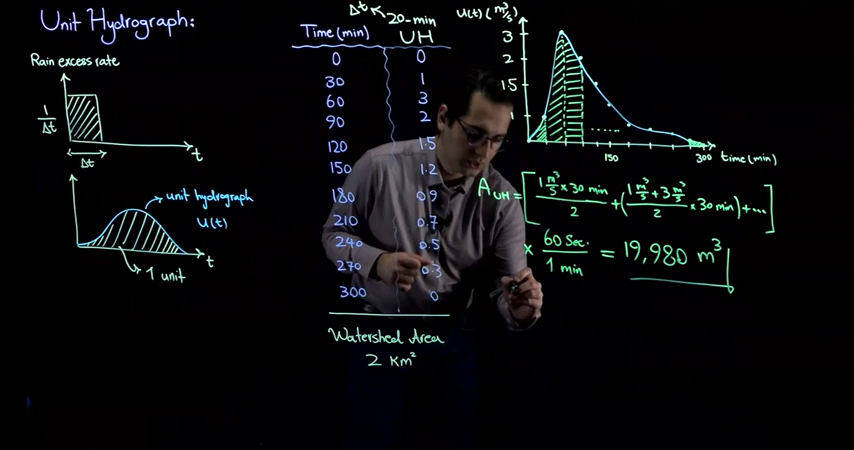 Unit Hydrograph:
Rain excess rate
1/Δt
Δt
t
unit hydrograph
u(t)
t
1 unit
Δt
20-min
Time (min) UH
0 0
30 1
60 3
90 2
120 1.5
150 1.2
180 0.9
210 0.7
240 0.5
270 0.3
300 0
Watershed Area
2 Km²
u(t) (m³/s)
3
2
1.5
1
......
150 300 time (min)
A_UH = [ (1 m³/s × 30 min)/2 + ( (1 m³/s + 3 m³/s)/2 × 30 min) + ... ]
× 60 Sec./1 min = 19,980 m³